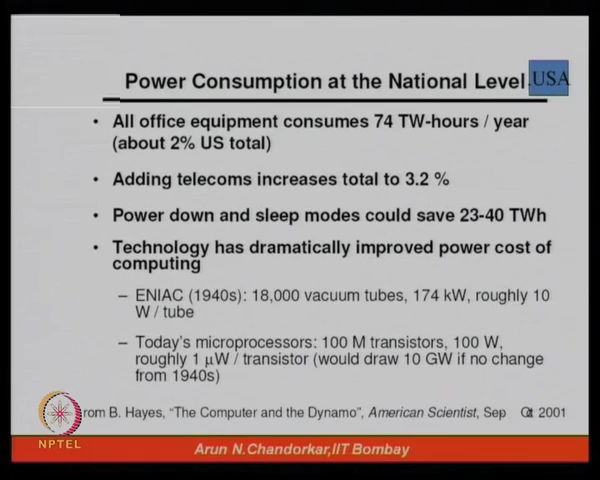 Power Consumption at the National Level.USA
• All office equipment consumes 74 TW-hours / year
(about 2% US total)
• Adding telecoms increases total to 3.2 %
• Power down and sleep modes could save 23-40 TWh
• Technology has dramatically improved power cost of
computing
– ENIAC (1940s): 18,000 vacuum tubes, 174 kW, roughly 10
W / tube
– Today's microprocessors: 100 M transistors, 100 W,
roughly 1 μW / transistor (would draw 10 GW if no change
from 1940s)
rom B. Hayes, "The Computer and the Dynamo", American Scientist, Sep 2001
NPTEL
Arun N.Chandorkar,IIT Bombay